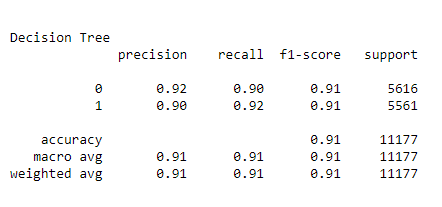 Decision Tree
precision recall f1-score support
0 0.92 0.90 0.91 5616
1 0.90 0.92 0.91 5561
accuracy 0.91 11177
macro avg 0.91 0.91 0.91 11177
weighted avg 0.91 0.91 0.91 11177